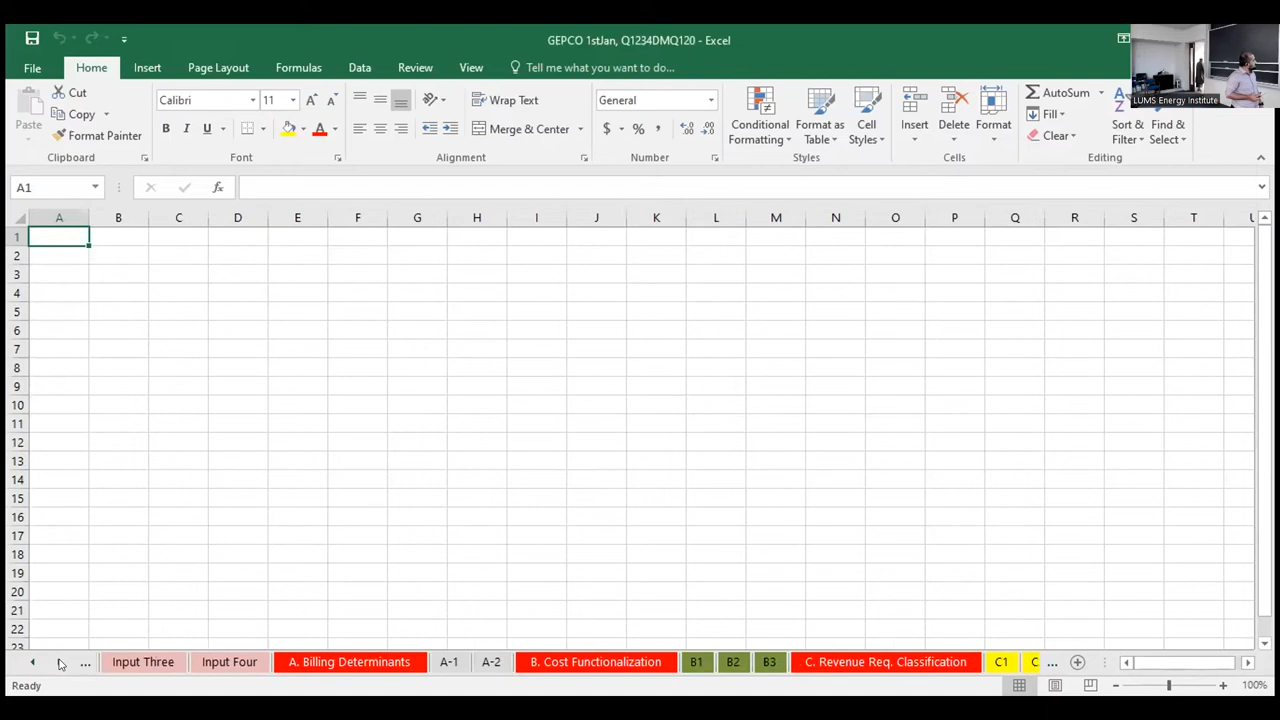 GEPCO 1stJan, Q1234DMQ120 - Excel
LUMS Energy Institute
File Home Insert Page Layout Formulas Data Review View Tell me what you want to do...
Paste
Cut
Copy
Format Painter
Clipboard
Calibri 11
B I U A
Font
Wrap Text
Merge & Center
Alignment
General
$ % ,
Number
Conditional Formatting
Format as Table
Cell Styles
Styles
Insert
Delete
Format
Cells
AutoSum
Fill
Clear
Sort & Filter
Find & Select
Editing
A1 fx
A B C D E F G H I J K L M N O P Q R S T U
1
2
3
4
5
6
7
8
9
10
11
12
13
14
15
16
17
18
19
20
21
22
23
... Input Three Input Four A. Billing Determinants A-1 A-2 B. Cost Functionalization B1 B2 B3 C. Revenue Req. Classification C1 C ...
Ready 100%